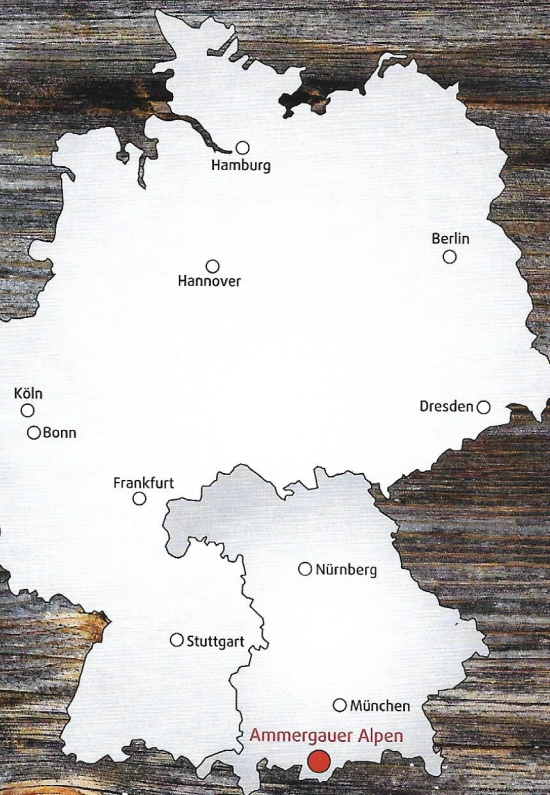 Hamburg
Berlin
Hannover
Köln
Dresden
Bonn
Frankfurt
Nürnberg
Stuttgart
München
Ammergauer Alpen